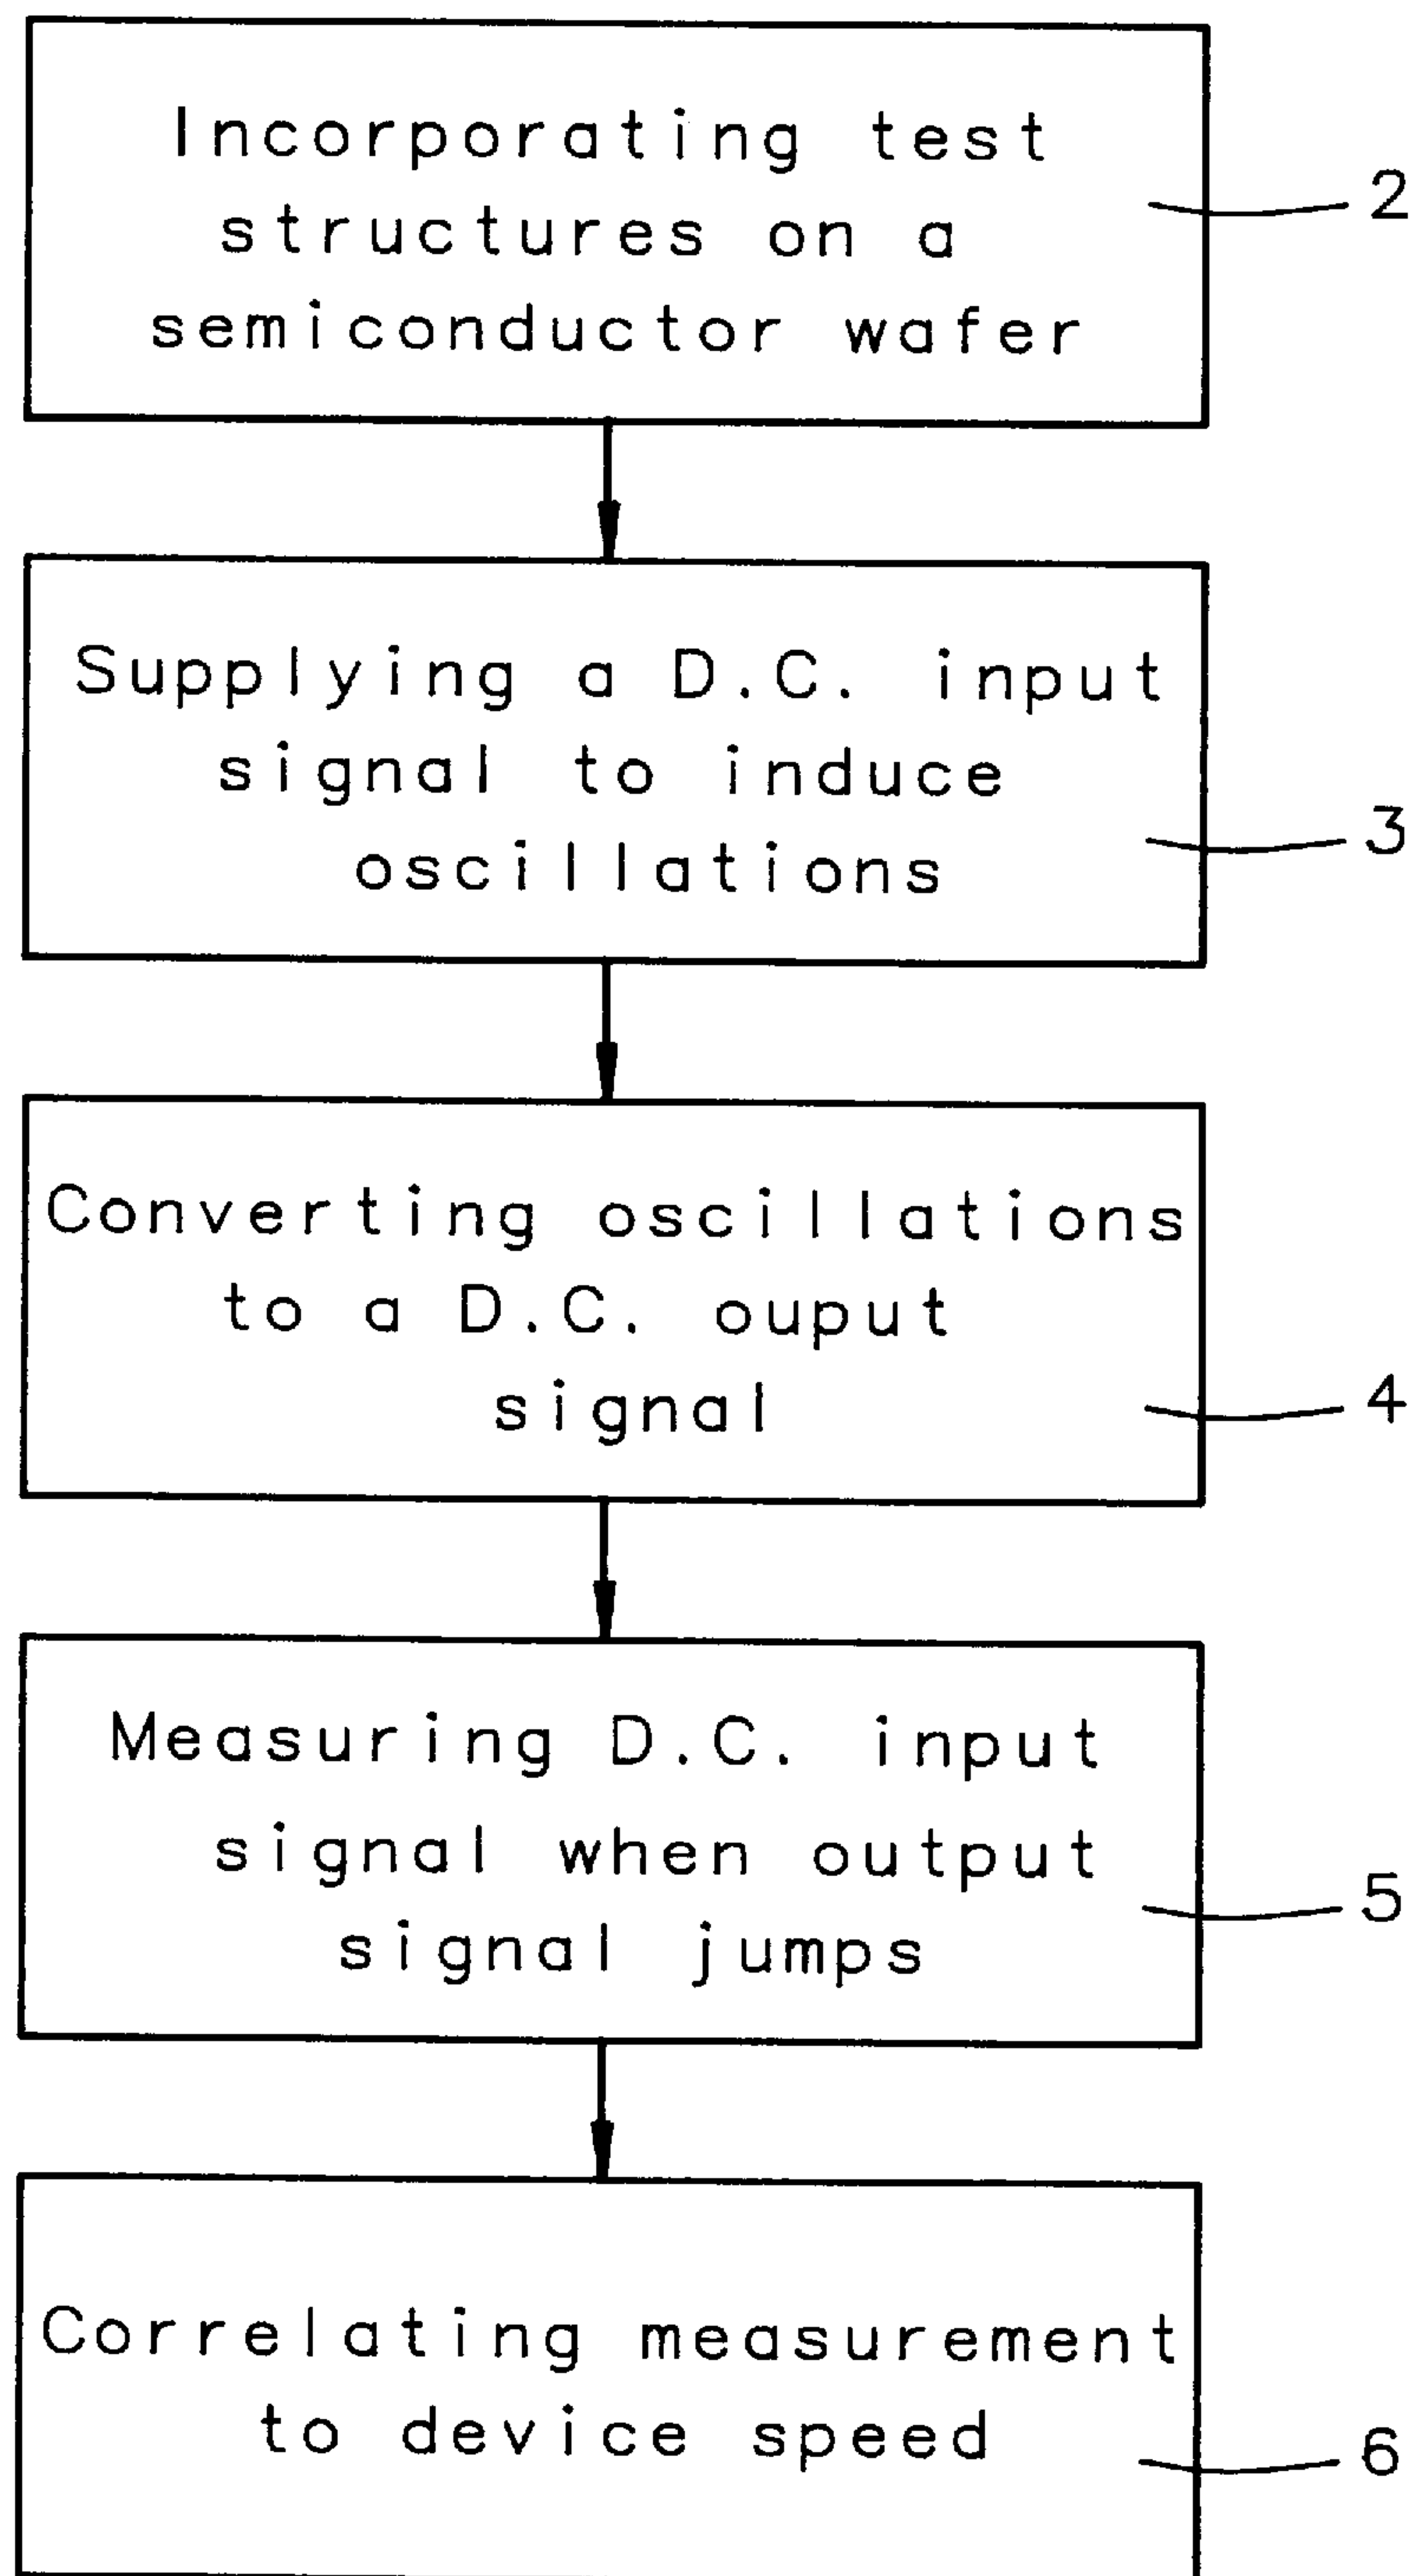 Incorporating test
structures on a
semiconductor wafer
2
Supplying a D.C. input
signal to induce
oscillations
3
Converting oscillations
to a D.C. ouput
signal
4
Measuring D.C. input
signal when output
signal jumps
5
Correlating measurement
to device speed
6